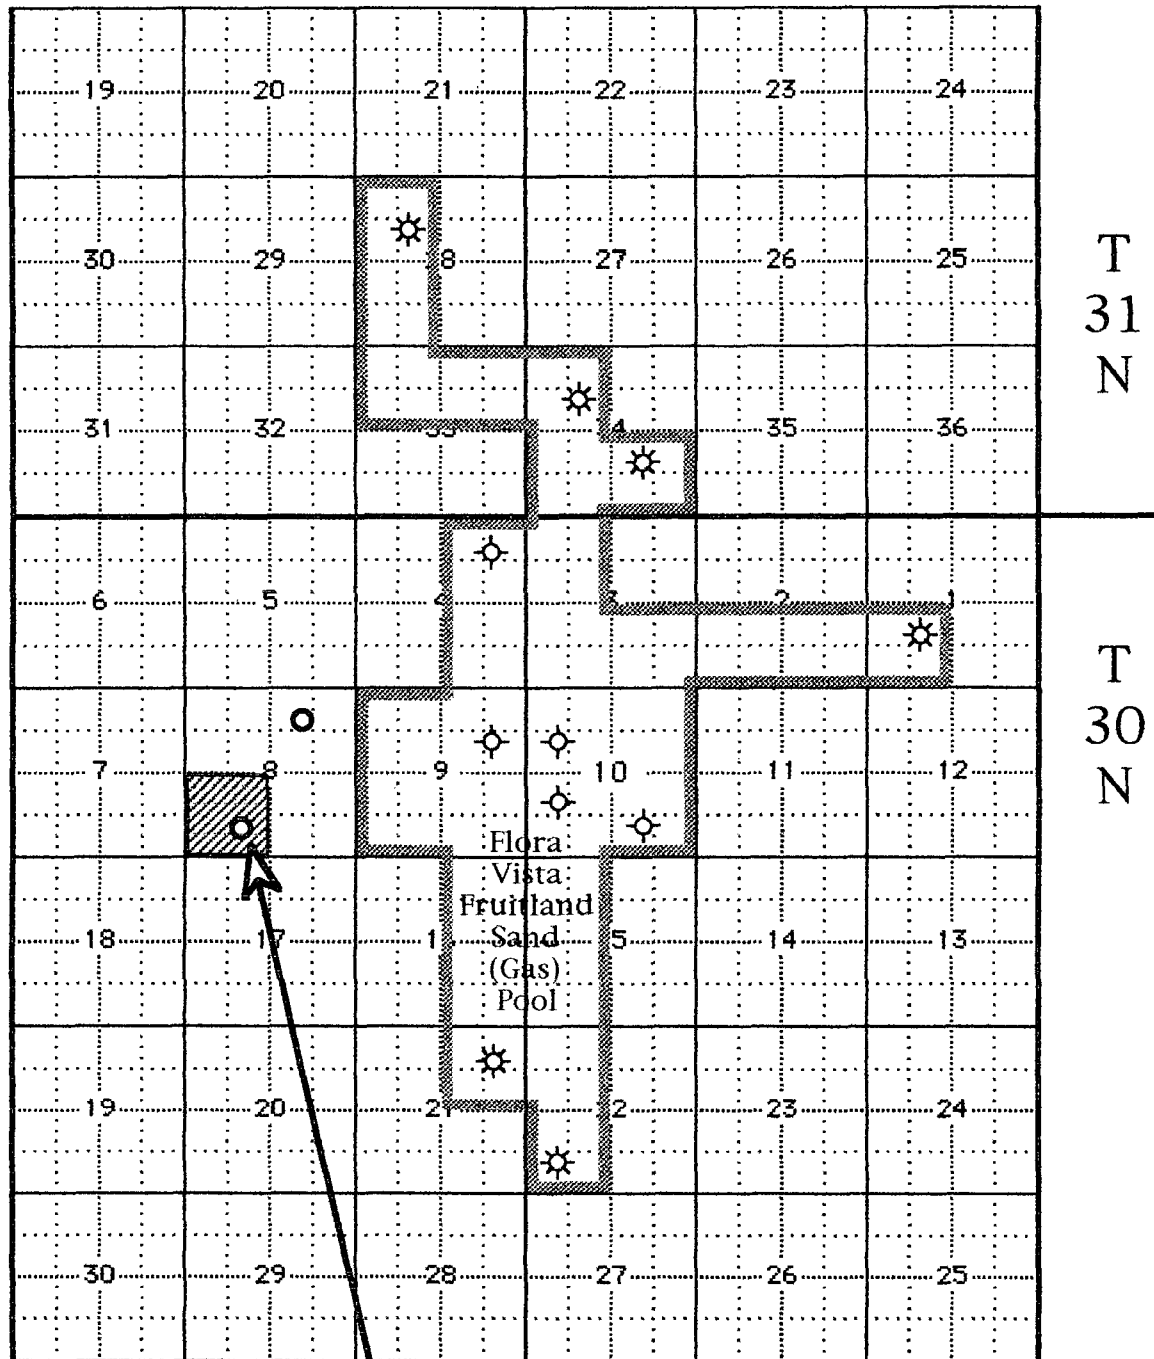 19 20 21 22 23 24
30 29 8 27 26 25
T
31
N
31 32 33 4 35 36
6 5 4 3 2 1
T
30
N
7 8 9 10 11 12
Flora
Vista
Fruitland
Sand
(Gas)
Pool
18 17 1 5 14 13
19 20 21 2 23 24
30 29 28 27 26 25